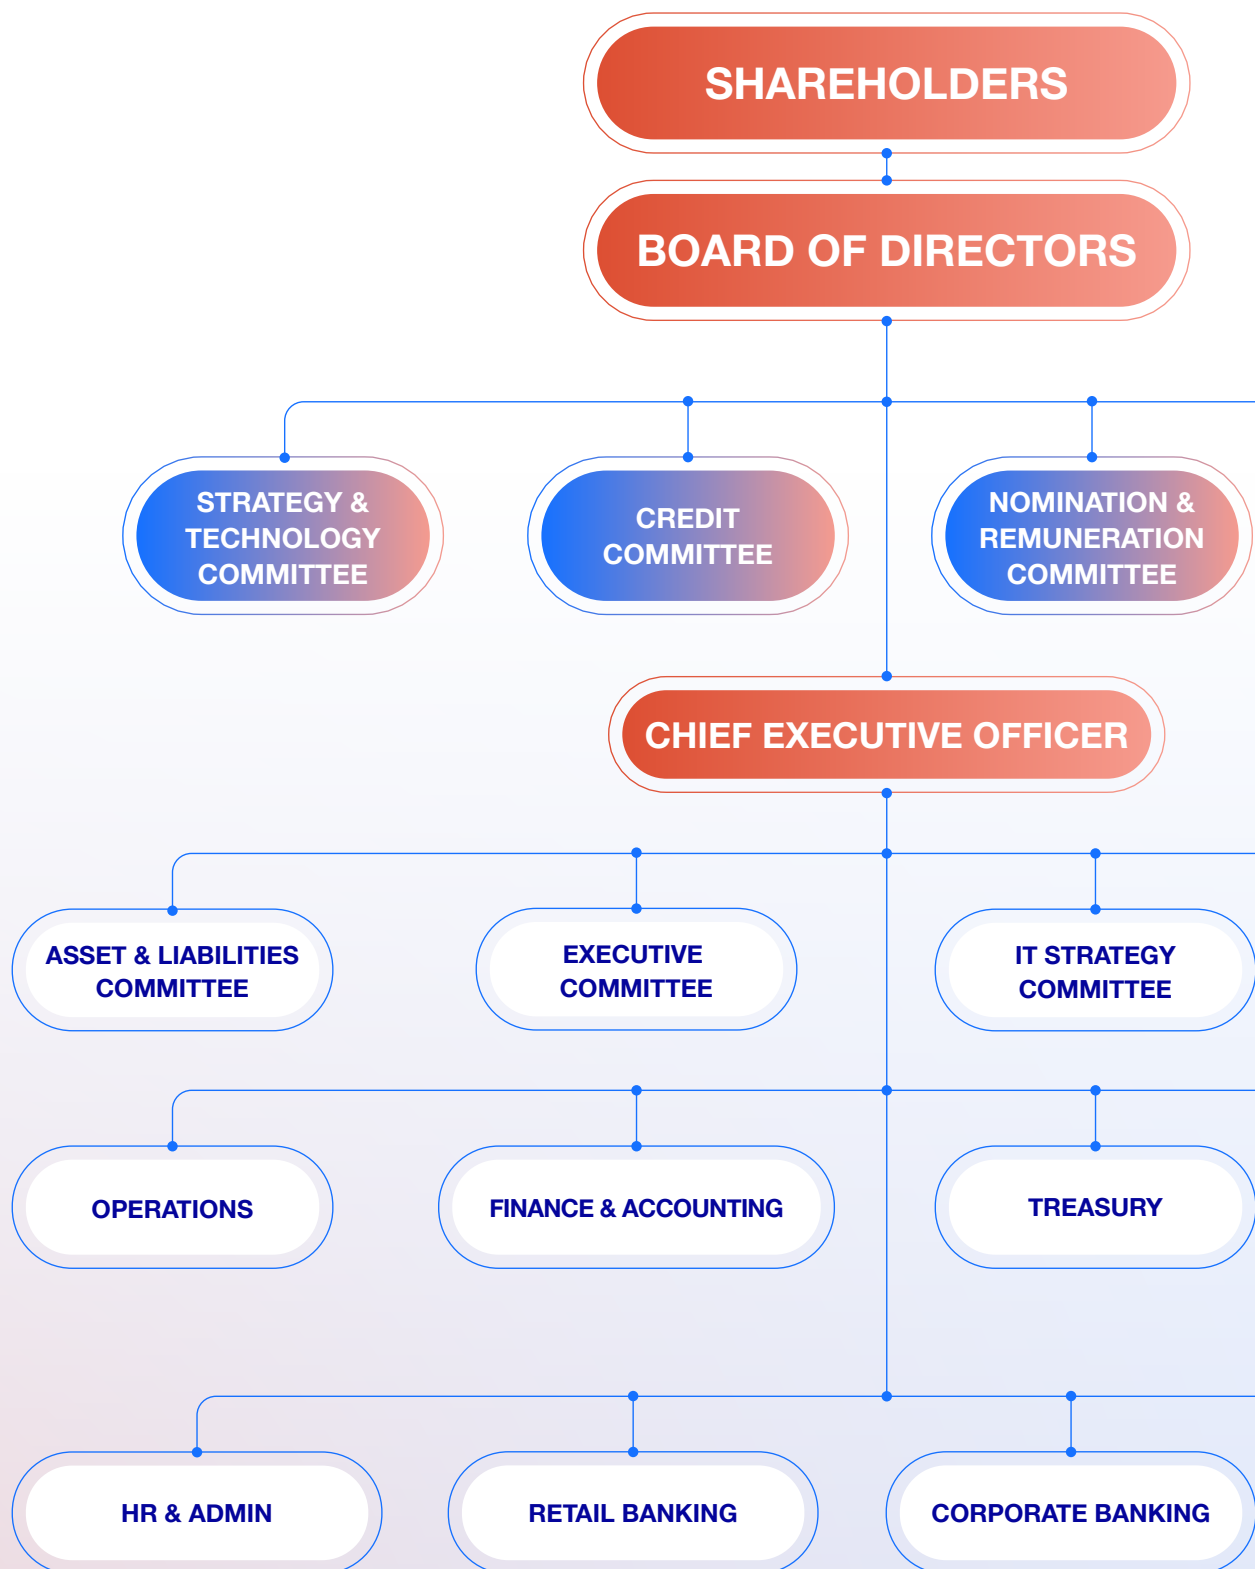 SHAREHOLDERS
BOARD OF DIRECTORS
STRATEGY &
TECHNOLOGY
COMMITTEE
CREDIT
COMMITTEE
NOMINATION &
REMUNERATION
COMMITTEE
CHIEF EXECUTIVE OFFICER
ASSET & LIABILITIES
COMMITTEE
EXECUTIVE
COMMITTEE
IT STRATEGY
COMMITTEE
OPERATIONS
FINANCE & ACCOUNTING
TREASURY
HR & ADMIN
RETAIL BANKING
CORPORATE BANKING